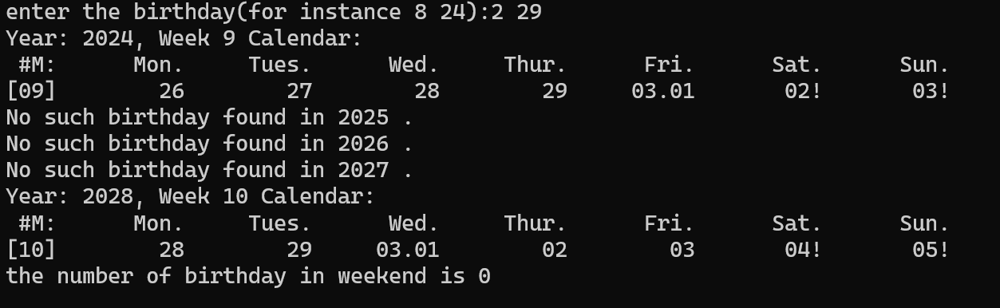 enter the birthday(for instance 8 24):2 29
Year: 2024, Week 9 Calendar:
#M: Mon. Tues. Wed. Thur. Fri. Sat. Sun.
[09] 26 27 28 29 03.01 02! 03!
No such birthday found in 2025 .
No such birthday found in 2026 .
No such birthday found in 2027 .
Year: 2028, Week 10 Calendar:
#M: Mon. Tues. Wed. Thur. Fri. Sat. Sun.
[10] 28 29 03.01 02 03 04! 05!
the number of birthday in weekend is 0